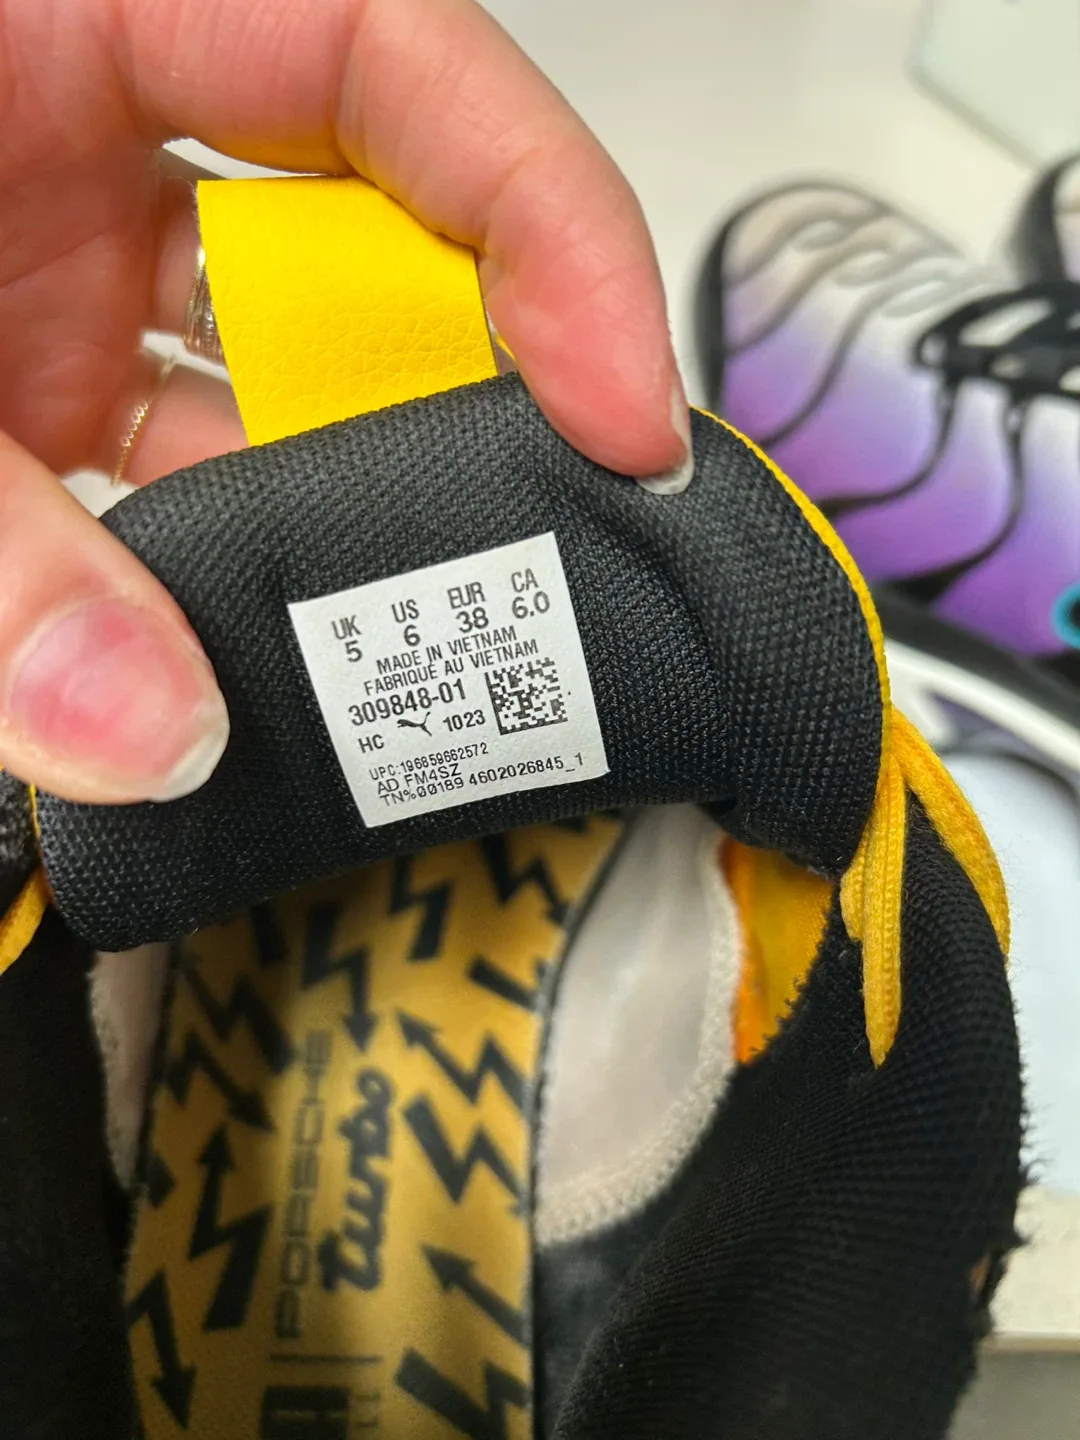 UK US EUR CA
5 6 38 6.0
MADE IN VIETNAM
FABRIQUÉ AU VIETNAM
309848-01
HC 1023
UPC:196859662572
AD FM4SZ
TN%00189 4602026845_1
PORSCHE
turbo